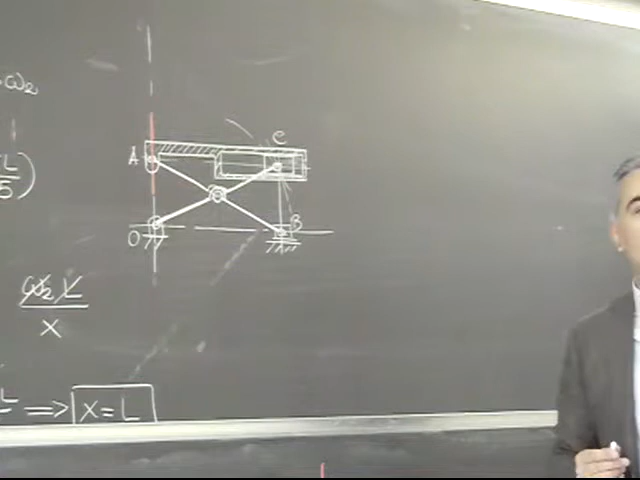 ω₂
L
5)
A
C
O
B
ω₂ L
X
L
⇒ X = L